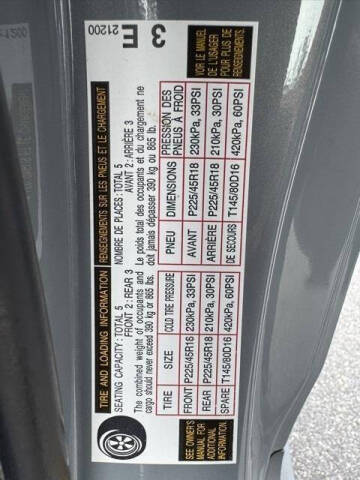 TIRE AND LOADING INFORMATION
SEATING CAPACITY:TOTAL 5
FRONT 2:REAR 3
The combined weight of occupants and
cargo should never exceed 390 kg or 865 lbs.
TIRE SIZE COLD TIRE PRESSURE
FRONT P225/45R18 230kPa, 33PSI
REAR P225/45R18 210kPa, 30PSI
SPARE T145/80D16 420kPa, 60PSI
SEE OWNER'S
MANUAL FOR
ADDITIONAL
INFORMATION.
RENSEIGNEMENTS SUR LES PNEUS ET LE CHARGEMENT
NOMBRE DE PLACES:TOTAL 5
AVANT 2:ARRIÈRE 3
Le poids total des occupants et du chargement ne
doit jamais dépasser 390 kg ou 865 lb.
PNEU DIMENSIONS PRESSION DES
PNEUS À FROID
AVANT P225/45R18 230kPa, 33PSI
ARRIÈRE P225/45R18 210kPa, 30PSI
DE SECOURS T145/80D16 420kPa, 60PSI
VOIR LE MANUEL
DE L'USAGER
POUR PLUS DE
RENSEIGNEMENTS.
3 E
21200